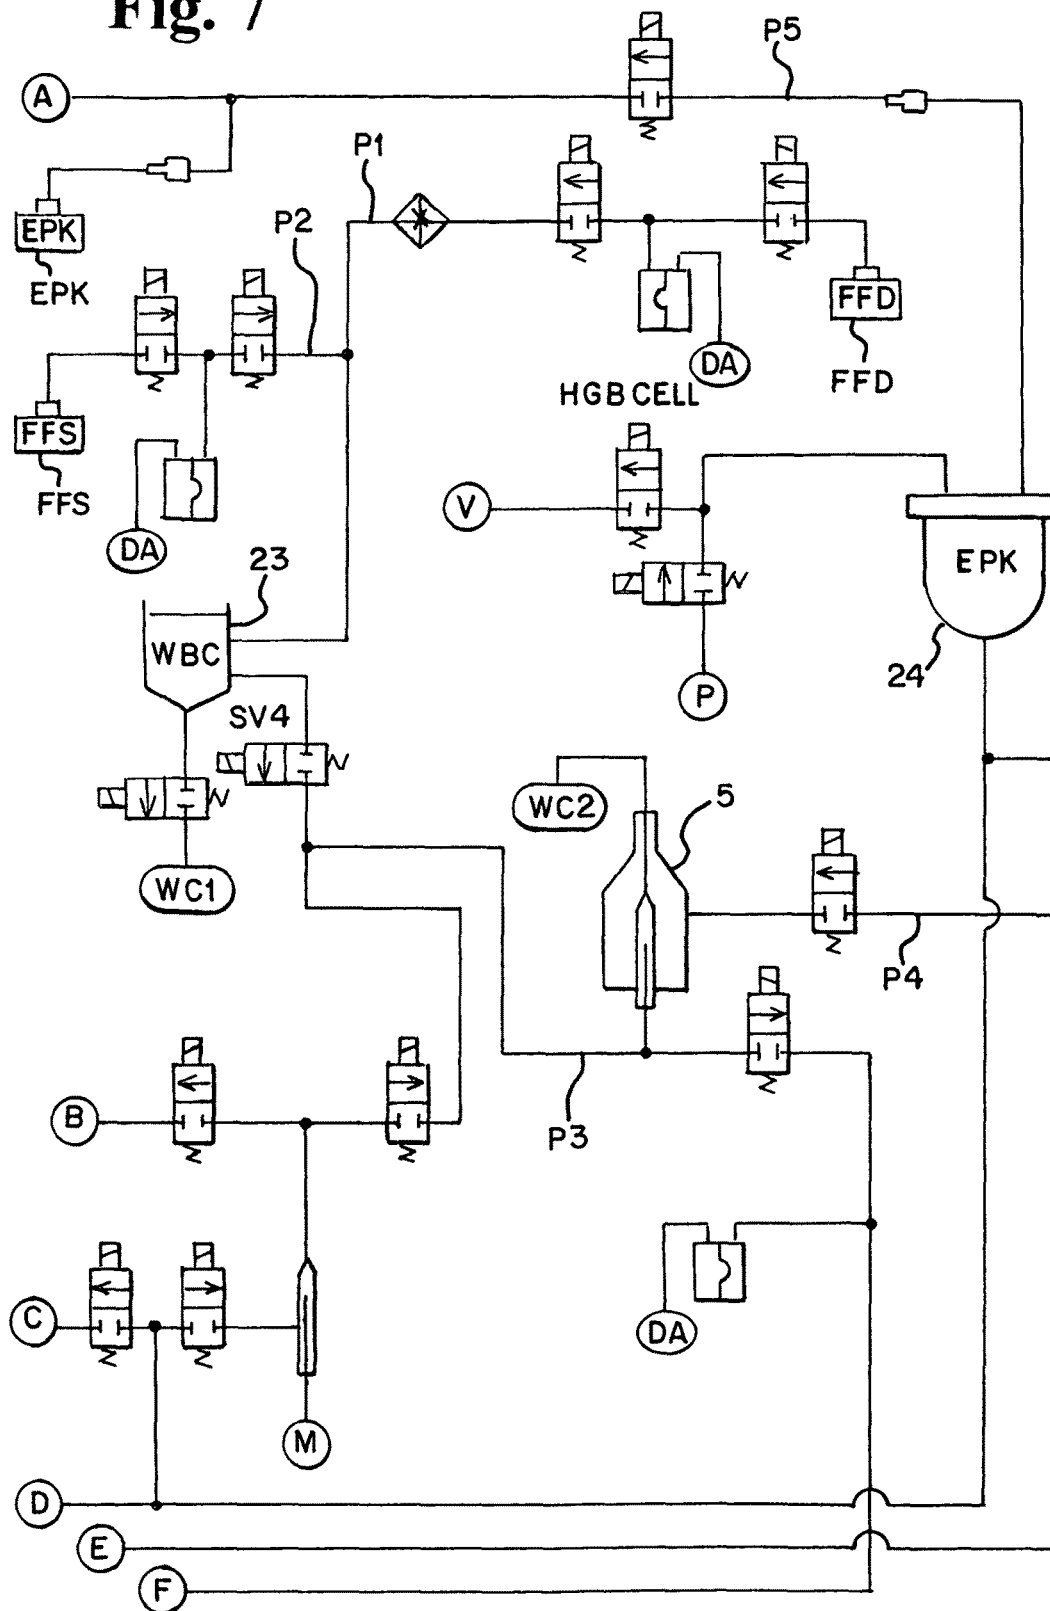 Fig. 7
P5
A
P1
EPK
P2
EPK
FFD
DA
FFD
HGB CELL
FFS
FFS
V
DA
EPK
23
WBC
24
P
SV4
WC2
5
WC1
P4
B
P3
C
DA
M
D
E
F